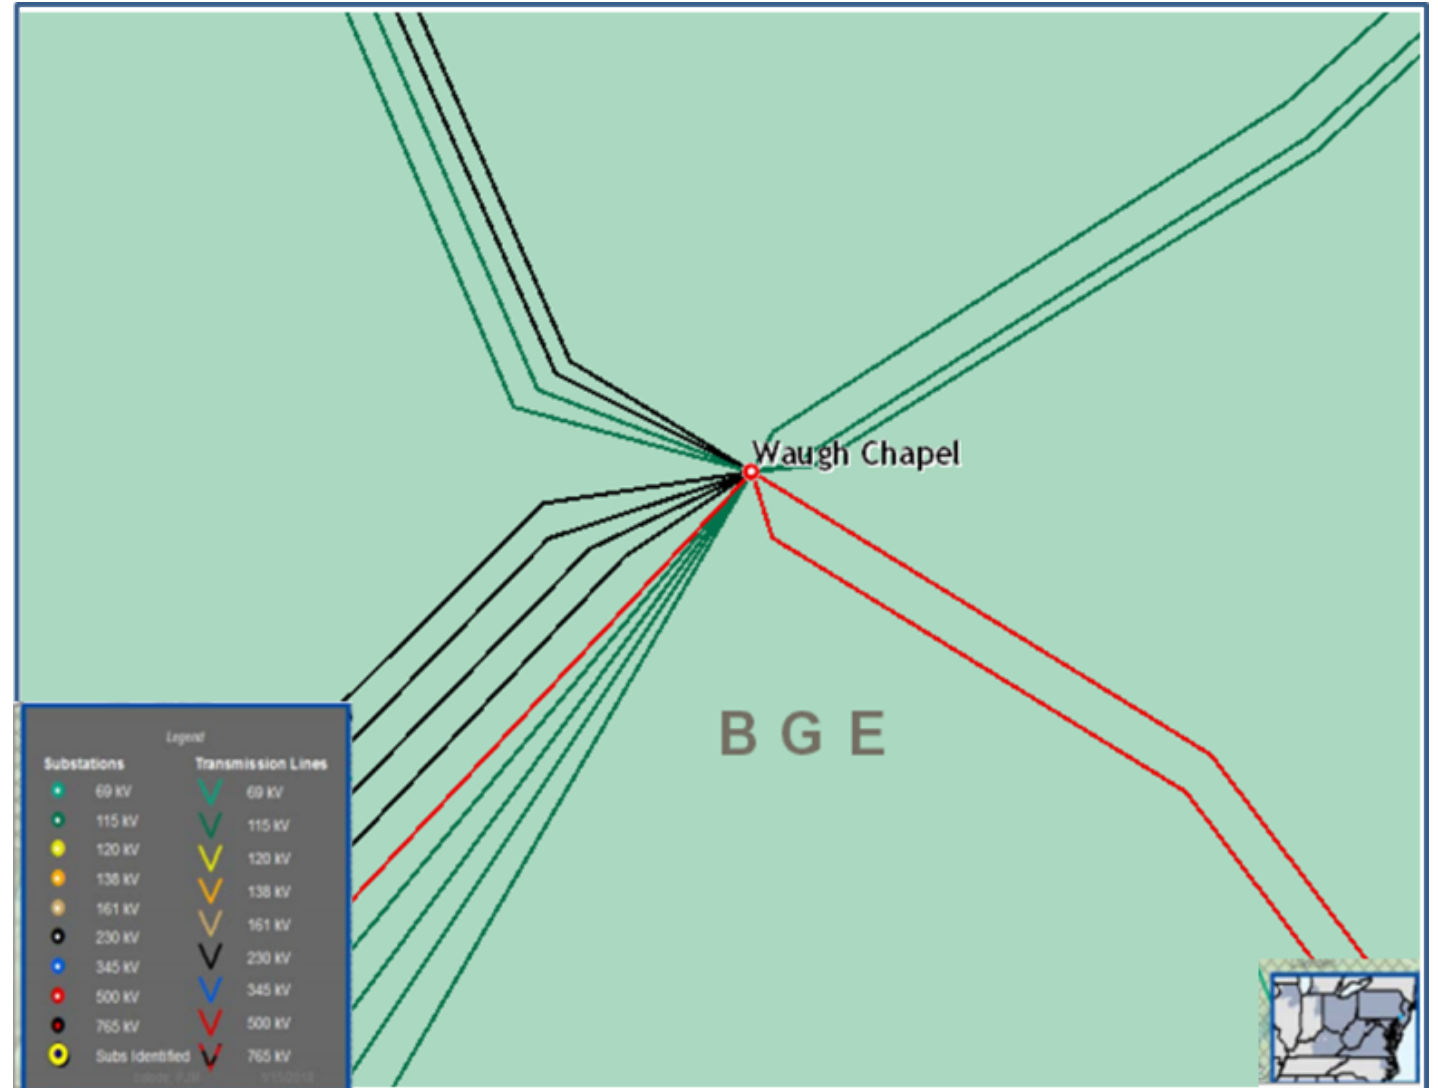 Waugh Chapel
B G E
Legend
Substations Transmission Lines
69 kV 69 kV
115 kV 115 kV
120 kV 120 kV
138 kV 138 kV
161 kV 161 kV
230 kV 230 kV
345 kV 345 kV
500 kV 500 kV
765 kV 765 kV
Subs Identified